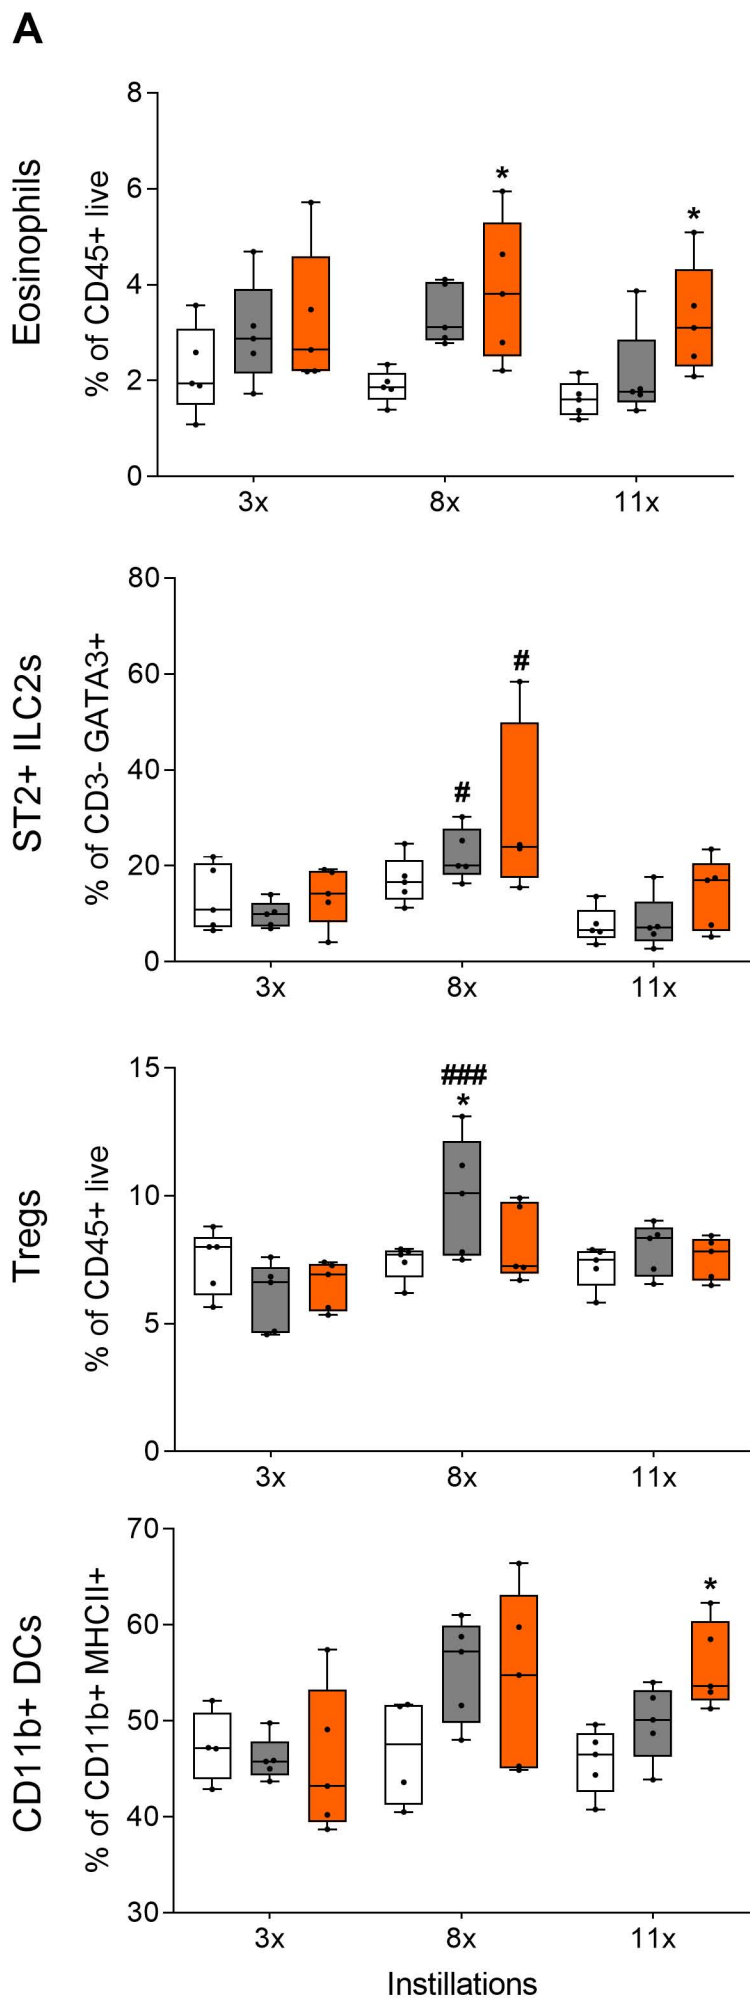 A
Eosinophils
% of CD45+ live
8
6
4
2
0
*
*
3x 8x 11x
ST2+ ILC2s
% of CD3- GATA3+
80
60
40
20
0
#
#
3x 8x 11x
Tregs
% of CD45+ live
15
10
5
0
###
*
3x 8x 11x
CD11b+ DCs
% of CD11b+ MHCII+
70
60
50
40
30
*
3x 8x 11x
Instillations